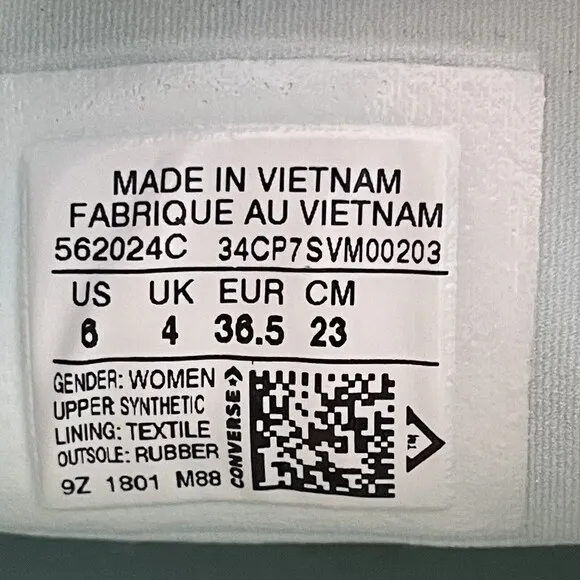 MADE IN VIETNAM
FABRIQUE AU VIETNAM
562024C 34CP7SVM00203
US UK EUR CM
6 4 36.5 23
GENDER: WOMEN
UPPER SYNTHETIC
LINING: TEXTILE
OUTSOLE: RUBBER
9Z 1801 M88
CONVERSE